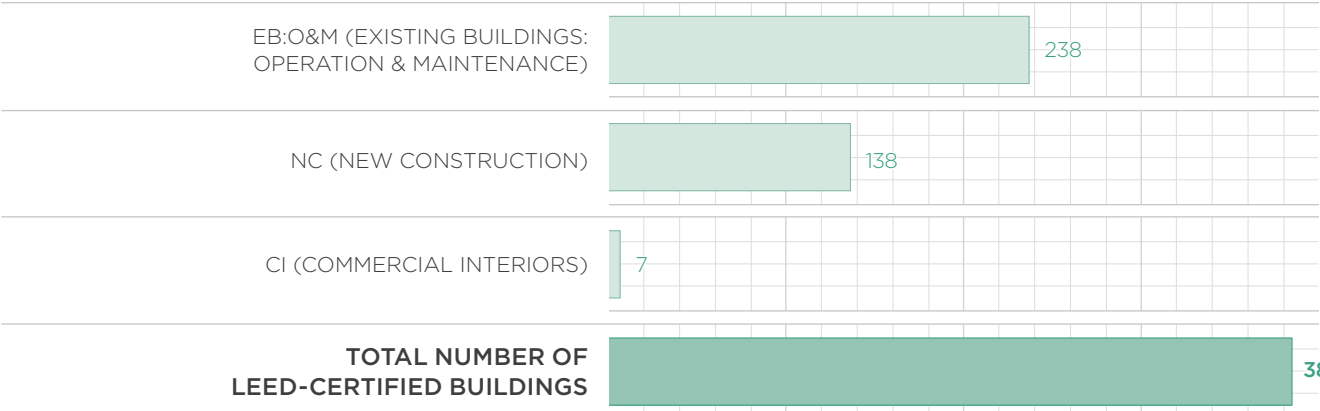 EB:O&M (EXISTING BUILDINGS:
OPERATION & MAINTENANCE)
238
NC (NEW CONSTRUCTION)
138
CI (COMMERCIAL INTERIORS)
7
TOTAL NUMBER OF
LEED-CERTIFIED BUILDINGS